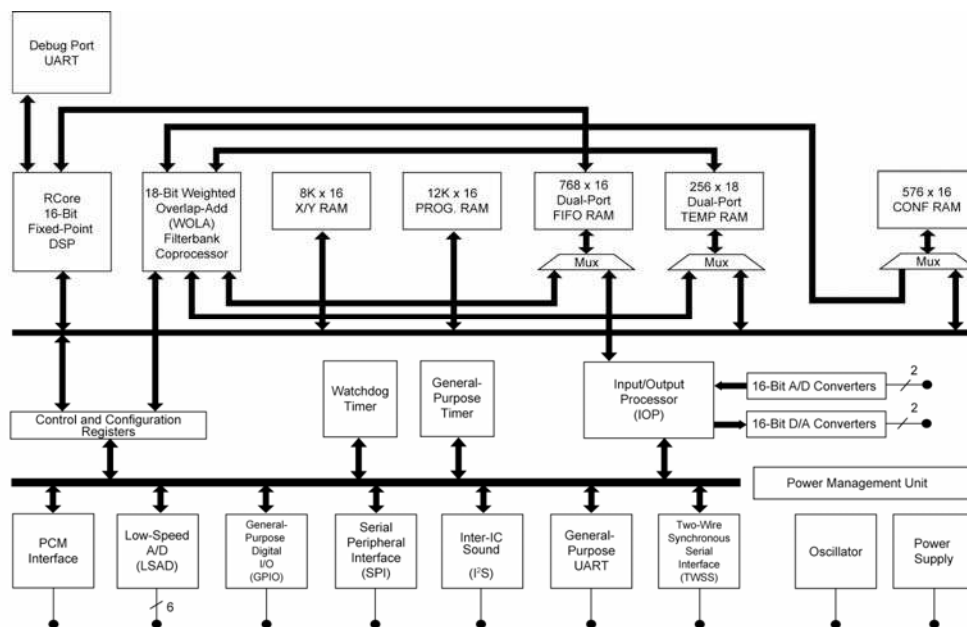 Debug Port
UART
RCore
16-Bit
Fixed-Point
DSP
18-Bit Weighted
Overlap-Add
(WOLA)
Filterbank
Coprocessor
8K x 16
X/Y RAM
12K x 16
PROG. RAM
768 x 16
Dual-Port
FIFO RAM
256 x 18
Dual-Port
TEMP RAM
576 x 16
CONF RAM
Mux
Mux
Mux
Watchdog
Timer
General-
Purpose
Timer
Input/Output
Processor
(IOP)
16-Bit A/D Converters
2
16-Bit D/A Converters
2
Control and Configuration
Registers
Power Management Unit
PCM
Interface
Low-Speed
A/D
(LSAD)
6
General-
Purpose Digital
I/O
(GPIO)
Serial
Peripheral
Interface
(SPI)
Inter-IC
Sound
(I²S)
General-
Purpose
UART
Two-Wire
Synchronous
Serial
Interface
(TWSS)
Oscillator
Power
Supply